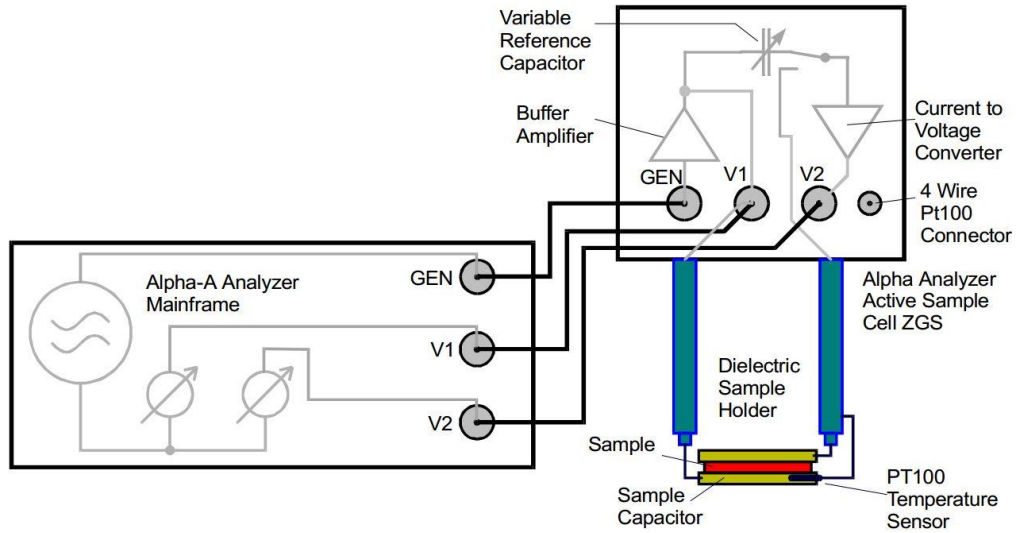 Variable
Reference
Capacitor
Buffer
Amplifier
Current to
Voltage
Converter
GEN
V1
V2
4 Wire
Pt100
Connector
Alpha-A Analyzer
Mainframe
GEN
V1
V2
Alpha Analyzer
Active Sample
Cell ZGS
Dielectric
Sample
Holder
Sample
Sample
Capacitor
PT100
Temperature
Sensor